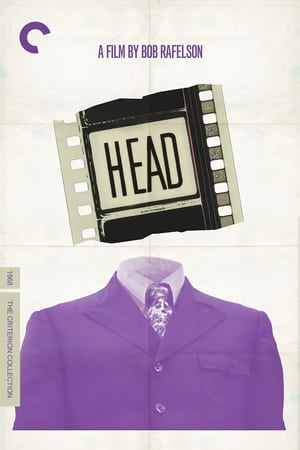 A FILM BY BOB RAFELSON
HEAD
1968
THE CRITERION COLLECTION